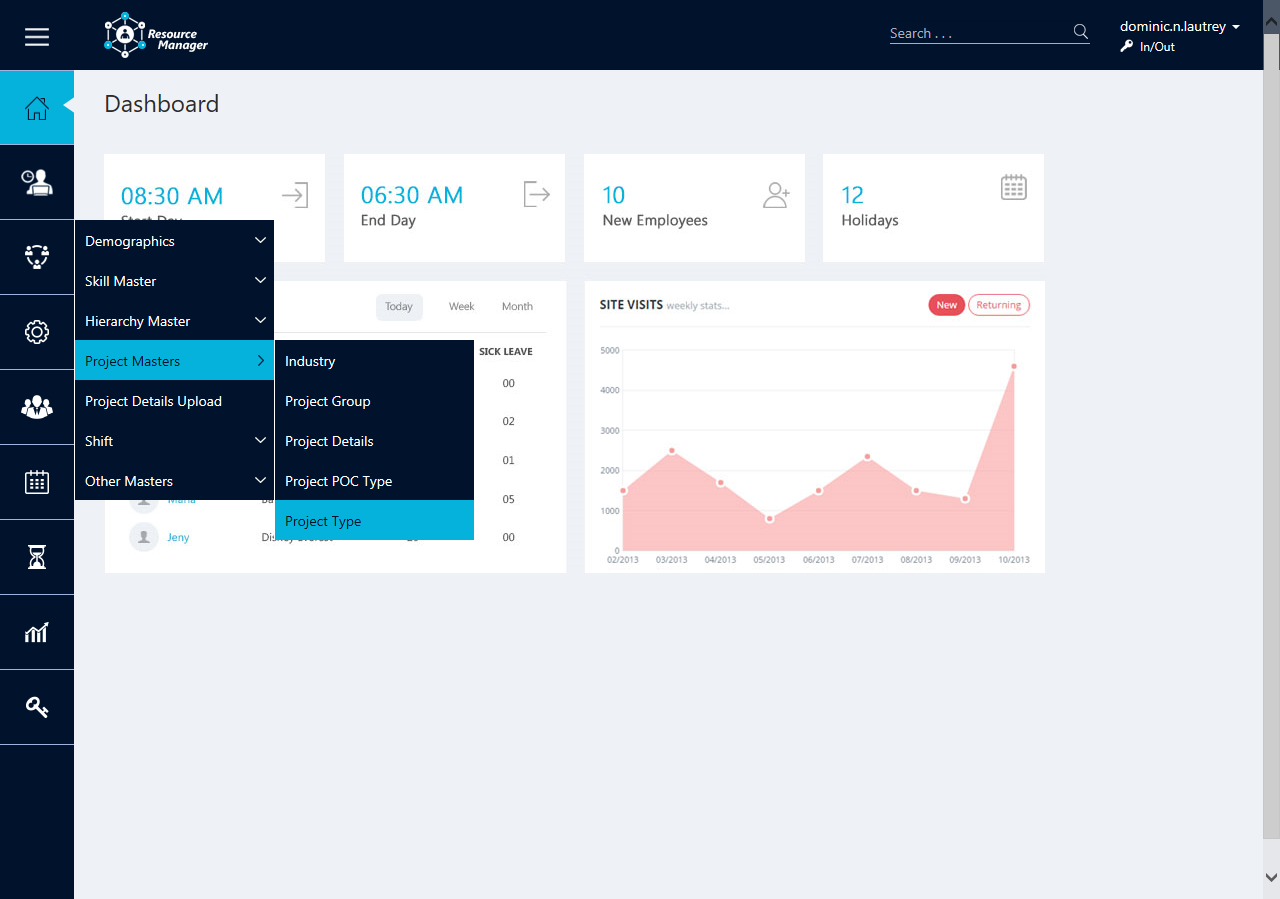 Resource
Manager
Search . . .
dominic.n.lautrey
In/Out
Dashboard
08:30 AM
Start Day
06:30 AM
End Day
10
New Employees
12
Holidays
Demographics
Skill Master
Hierarchy Master
Project Masters
Project Details Upload
Shift
Other Masters
Industry
Project Group
Project Details
Project POC Type
Project Type
Today
Week
Month
SICK LEAVE
00
02
01
05
Maria
Jeny
00
SITE VISITS weekly stats...
New
Returning
5000
4000
3000
2000
1000
0
02/2013 03/2013 04/2013 05/2013 06/2013 07/2013 08/2013 09/2013 10/2013